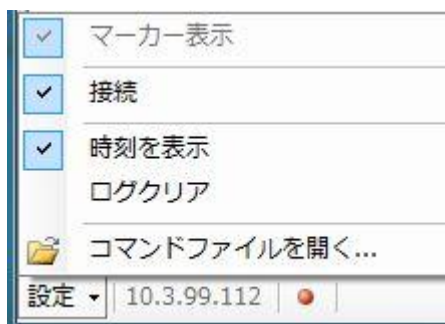 マーカー表示
接続
時刻を表示
ログクリア
コマンドファイルを開く...
設定 10.3.99.112